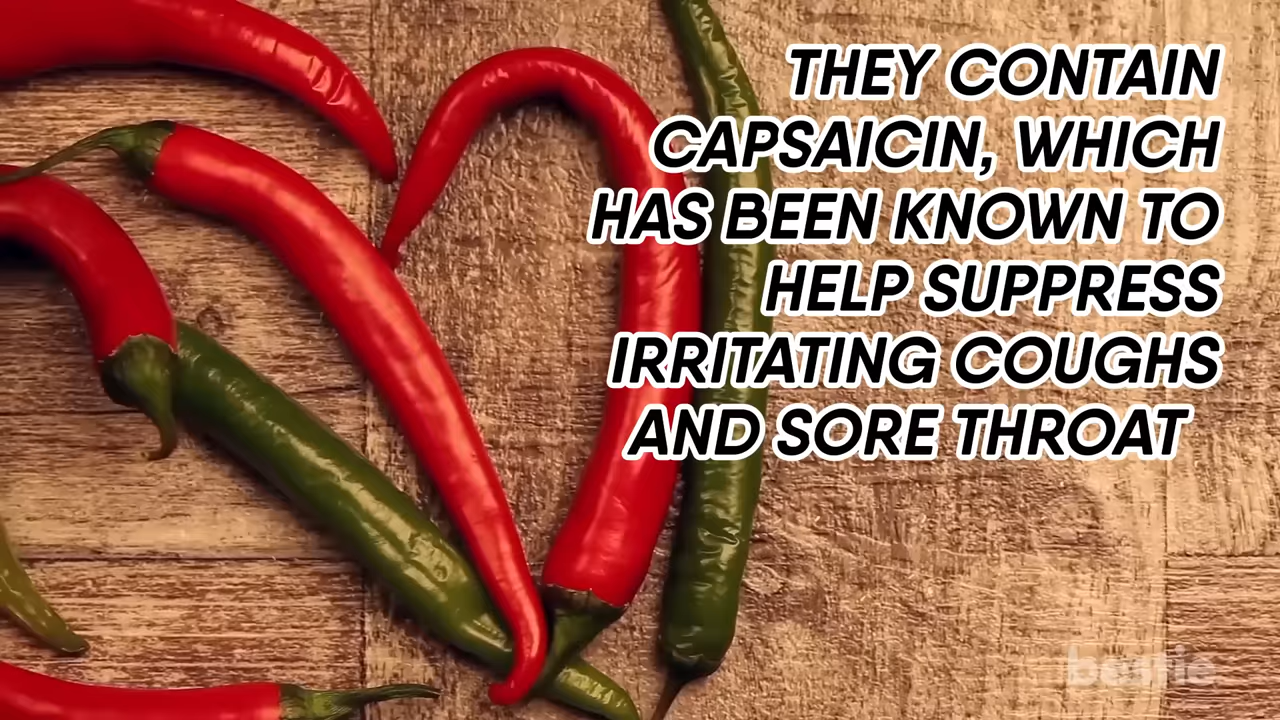 THEY CONTAIN
CAPSAICIN, WHICH
HAS BEEN KNOWN TO
HELP SUPPRESS
IRRITATING COUGHS
AND SORE THROAT